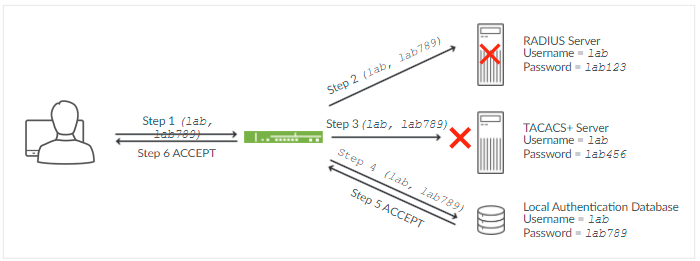 Step 1 (lab, lab789)
Step 6 ACCEPT
Step 2 (lab, lab789)
Step 3 (lab, lab789)
Step 4 (lab, lab789)
Step 5 ACCEPT
RADIUS Server
Username = lab
Password = lab123
TACACS+ Server
Username = lab
Password = lab456
Local Authentication Database
Username = lab
Password = lab789